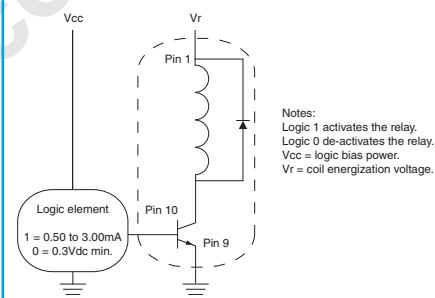 Vcc
Vr
Pin 1
Notes:
Logic 1 activates the relay.
Logic 0 de-activates the relay.
Vcc = logic bias power.
Vr = coil energization voltage.
Logic element
1 = 0.50 to 3.00mA
0 = 0.3Vdc min.
Pin 10
Pin 9